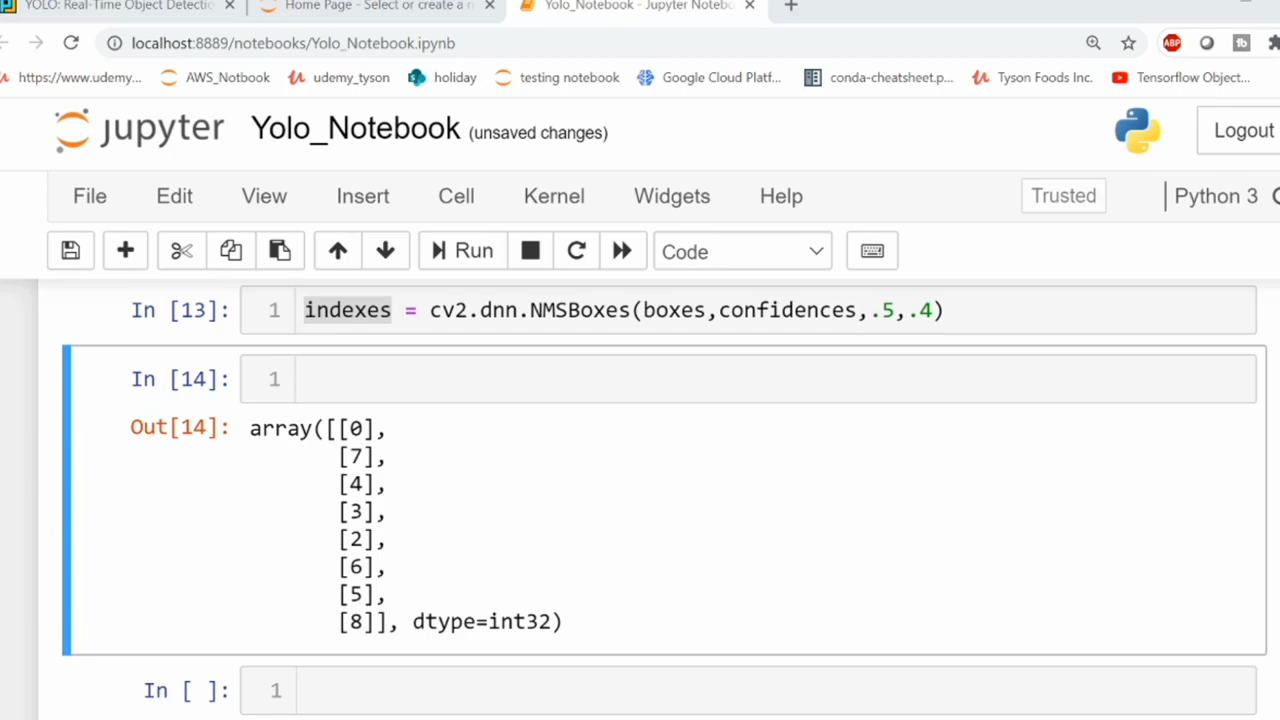 YOLO: Real-Time Object Detectio
Home Page - Select or create a n
Yolo_Notebook - Jupyter Notebo
localhost:8889/notebooks/Yolo_Notebook.ipynb
ABP
https://www.udemy...
AWS_Notbook
udemy_tyson
holiday
testing notebook
Google Cloud Platf...
conda-cheatsheet.p...
Tyson Foods Inc.
Tensorflow Object...
jupyter
Yolo_Notebook (unsaved changes)
Logout
File Edit View Insert Cell Kernel Widgets Help
Trusted
Python 3
Run
Code
In [13]: 1 indexes = cv2.dnn.NMSBoxes(boxes,confidences,.5,.4)
In [14]: 1
Out[14]: array([[0],
[7],
[4],
[3],
[2],
[6],
[5],
[8]], dtype=int32)
In [ ]: 1